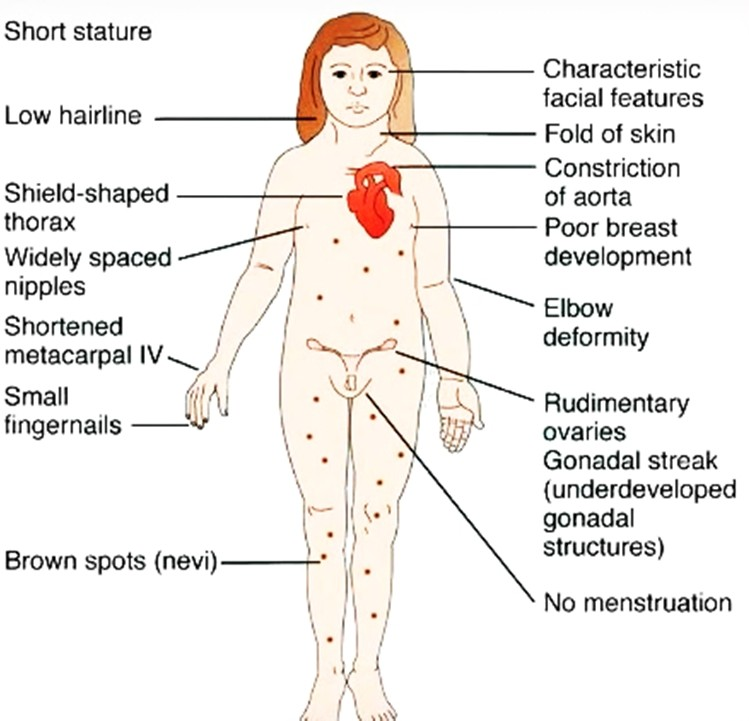 Short stature
Low hairline
Shield-shaped
thorax
Widely spaced
nipples
Shortened
metacarpal IV
Small
fingernails
Brown spots (nevi)
Characteristic
facial features
Fold of skin
Constriction
of aorta
Poor breast
development
Elbow
deformity
Rudimentary
ovaries
Gonadal streak
(underdeveloped
gonadal
structures)
No menstruation